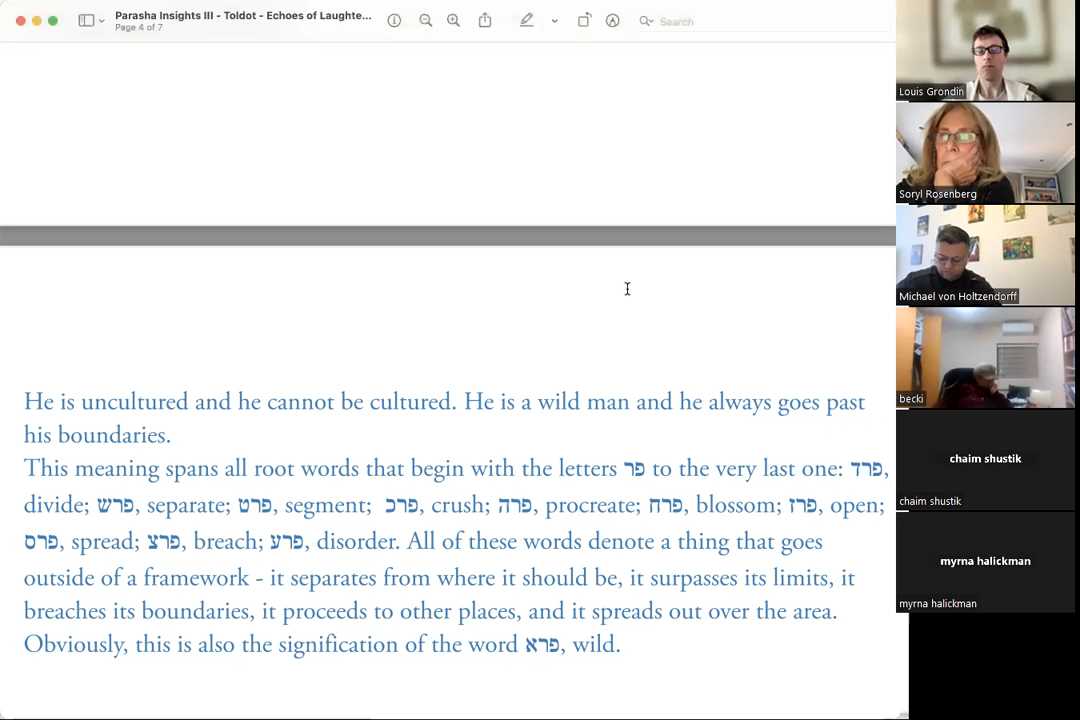 Parasha Insights III - Toldot - Echoes of Laughte...
Page 4 of 7
Search
He is uncultured and he cannot be cultured. He is a wild man and he always goes past
his boundaries.
This meaning spans all root words that begin with the letters פר to the very last one: פרד,
divide; פרש, separate; פרט, segment; פרכ, crush; פרה, procreate; פרח, blossom; פרז, open;
פרס, spread; פרצ, breach; פרע, disorder. All of these words denote a thing that goes
outside of a framework - it separates from where it should be, it surpasses its limits, it
breaches its boundaries, it proceeds to other places, and it spreads out over the area.
Obviously, this is also the signification of the word פרא, wild.
Louis Grondin
Soryl Rosenberg
Michael von Holtzendorff
becki
chaim shustik
chaim shustik
myrna halickman
myrna halickman